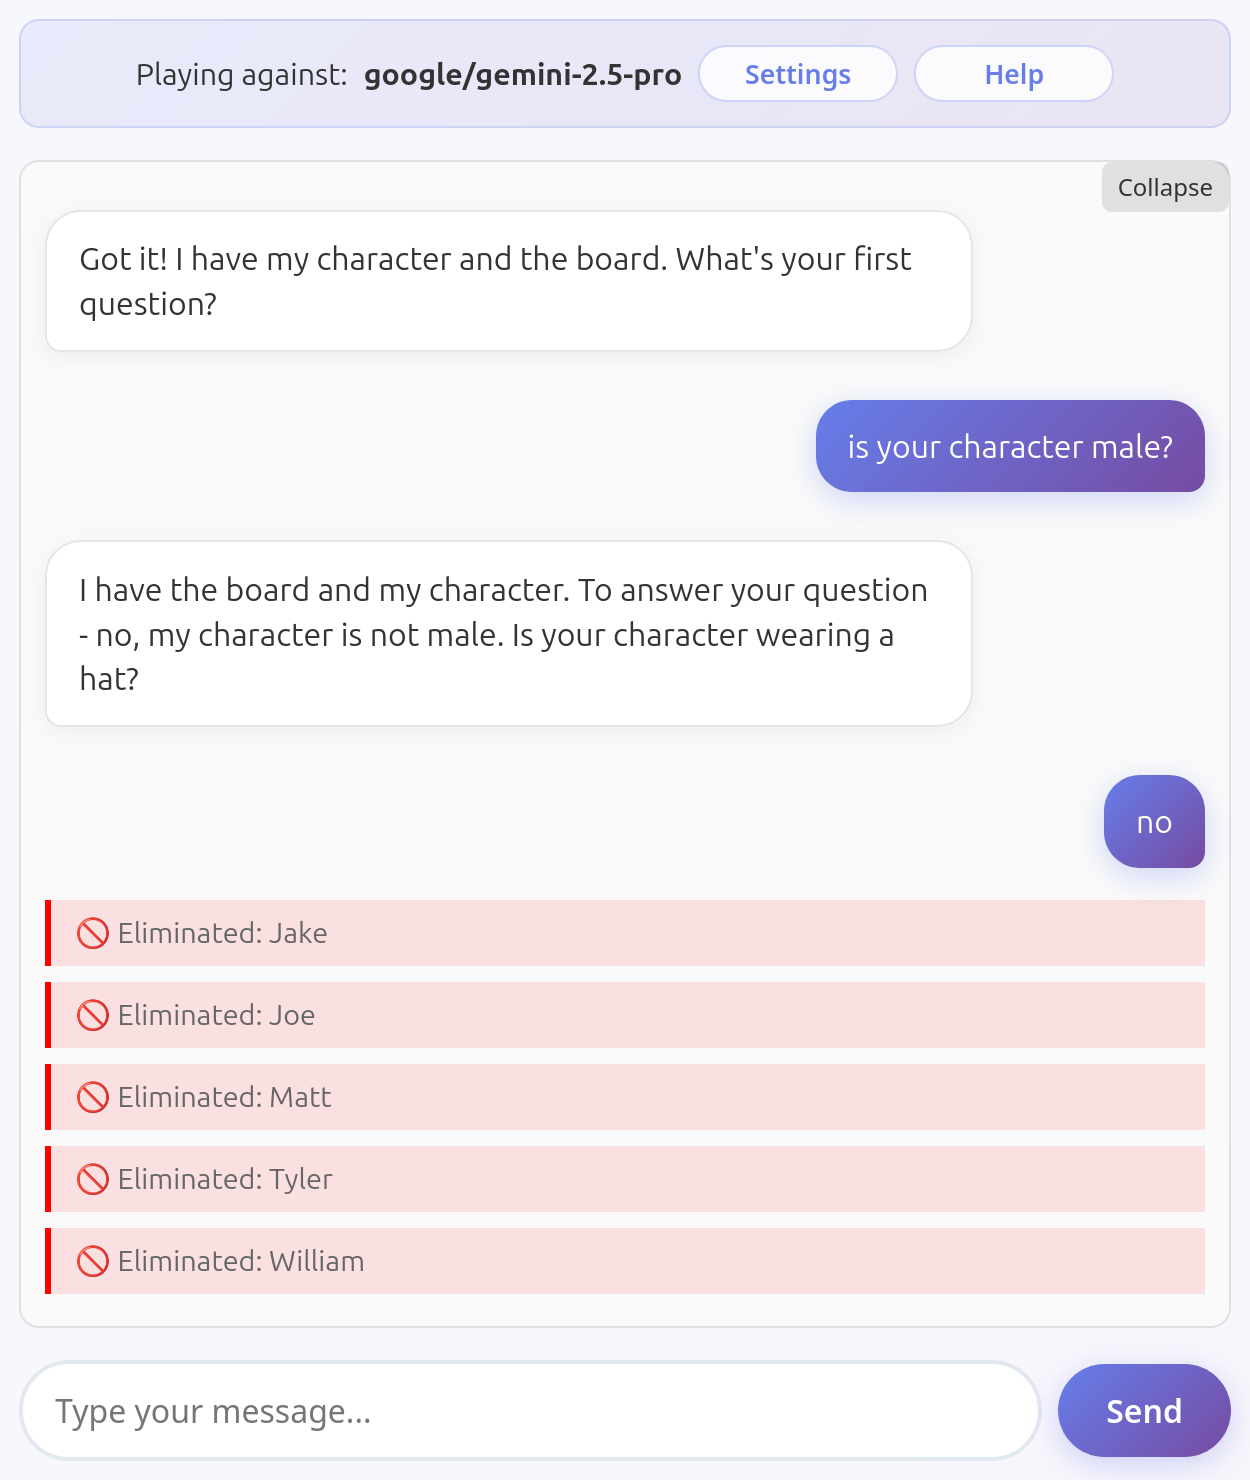 Playing against: google/gemini-2.5-pro Settings Help
Collapse
Got it! I have my character and the board. What's your first
question?
is your character male?
I have the board and my character. To answer your question
- no, my character is not male. Is your character wearing a
hat?
no
🚫 Eliminated: Jake
🚫 Eliminated: Joe
🚫 Eliminated: Matt
🚫 Eliminated: Tyler
🚫 Eliminated: William
Type your message... Send